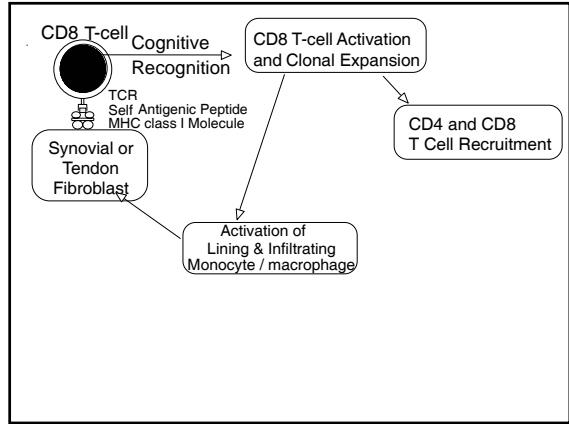 CD8 T-cell
Cognitive
Recognition
CD8 T-cell Activation
and Clonal Expansion
TCR
Self Antigenic Peptide
MHC class I Molecule
CD4 and CD8
T Cell Recruitment
Synovial or
Tendon
Fibroblast
Activation of
Lining & Infiltrating
Monocyte / macrophage